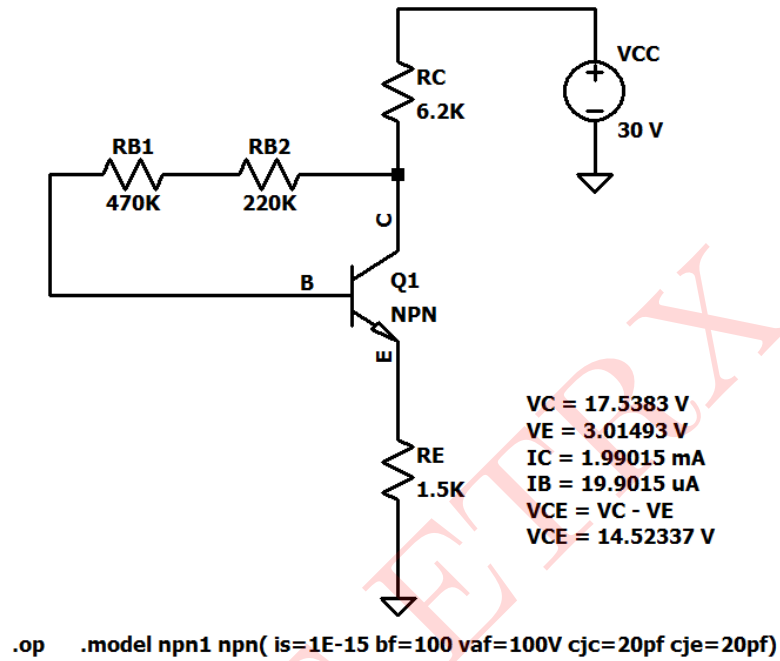 RC
6.2K
VCC
30 V
RB1
470K
RB2
220K
C
B
Q1
NPN
E
RE
1.5K
VC = 17.5383 V
VE = 3.01493 V
IC = 1.99015 mA
IB = 19.9015 uA
VCE = VC - VE
VCE = 14.52337 V
.op .model npn1 npn( is=1E-15 bf=100 vaf=100V cjc=20pf cje=20pf)
ETRX